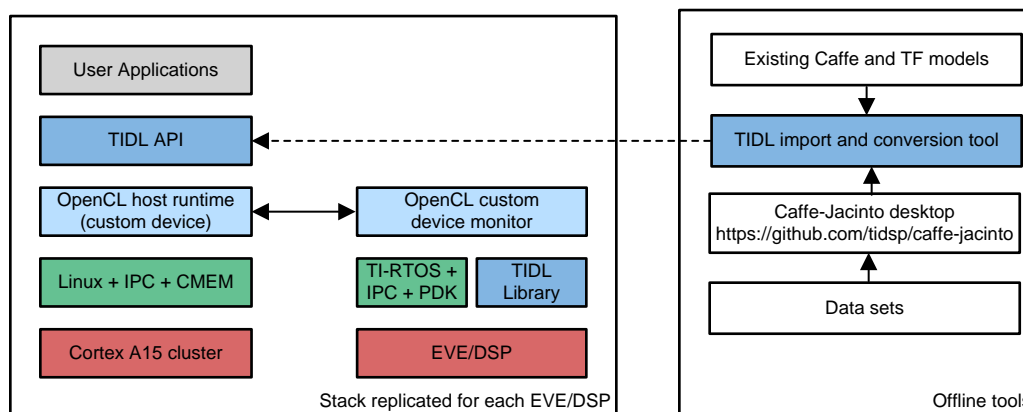 User Applications
TIDL API
OpenCL host runtime
(custom device)
Linux + IPC + CMEM
Cortex A15 cluster
OpenCL custom
device monitor
TI-RTOS +
IPC + PDK
TIDL
Library
EVE/DSP
Stack replicated for each EVE/DSP
Existing Caffe and TF models
TIDL import and conversion tool
Caffe-Jacinto desktop
https://github.com/tidsp/caffe-jacinto
Data sets
Offline tools